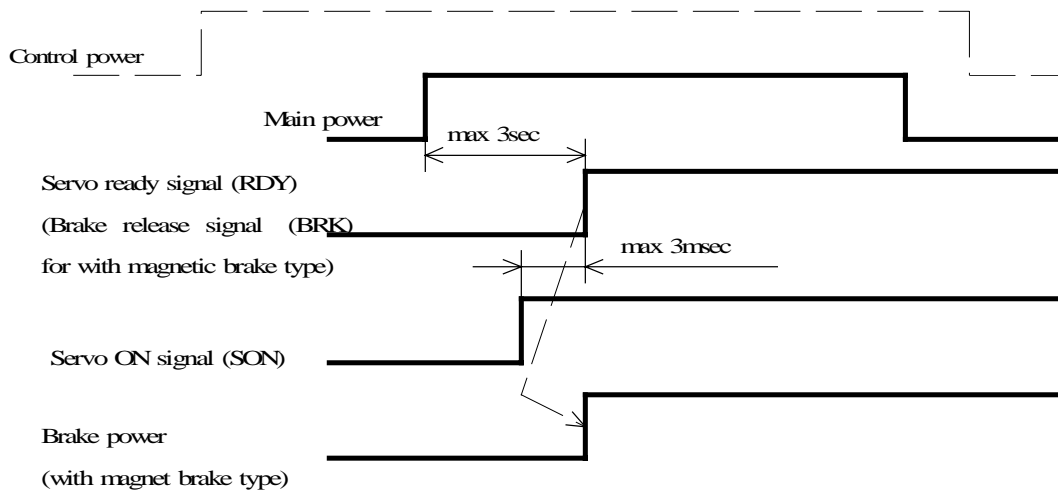 Control power
Main power
max 3sec
Servo ready signal (RDY)
(Brake release signal (BRK)
for with magnetic brake type)
max 3msec
Servo ON signal (SON)
Brake power
(with magnet brake type)